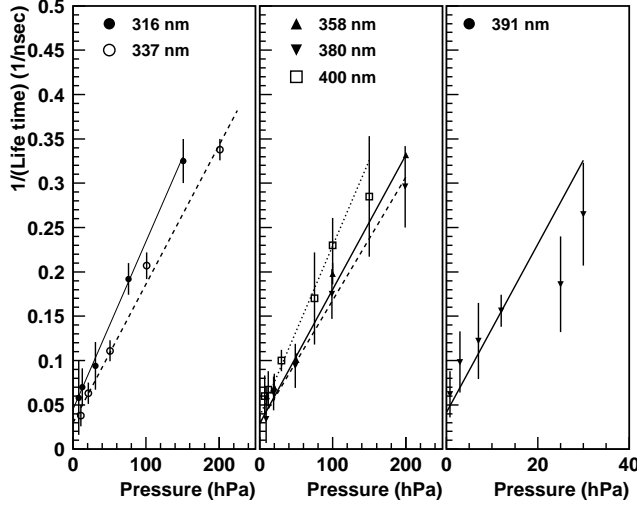 1/(Life time) (1/nsec)
0.5
0.45
0.4
0.35
0.3
0.25
0.2
0.15
0.1
0.05
0
316 nm
337 nm
0 100 200
Pressure (hPa)
358 nm
380 nm
400 nm
0 100 200
Pressure (hPa)
391 nm
0 20 40
Pressure (hPa)